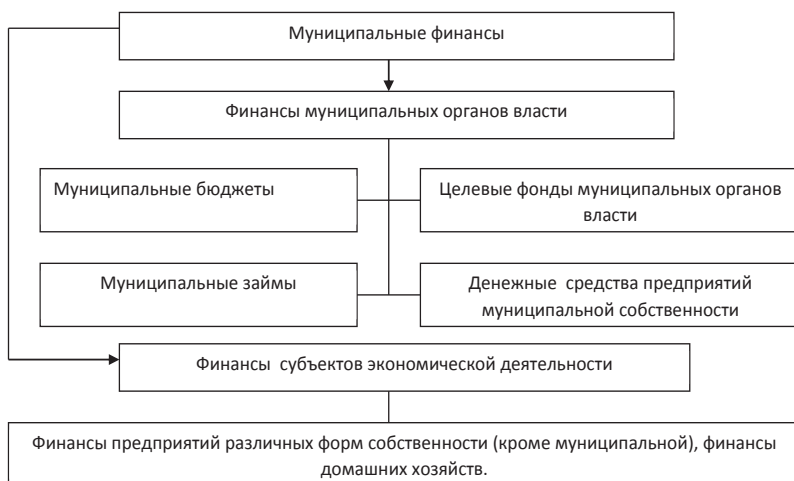 Муниципальные финансы
Финансы муниципальных органов власти
Муниципальные бюджеты
Целевые фонды муниципальных органов
власти
Муниципальные займы
Денежные средства предприятий
муниципальной собственности
Финансы субъектов экономической деятельности
Финансы предприятий различных форм собственности (кроме муниципальной), финансы
домашних хозяйств.